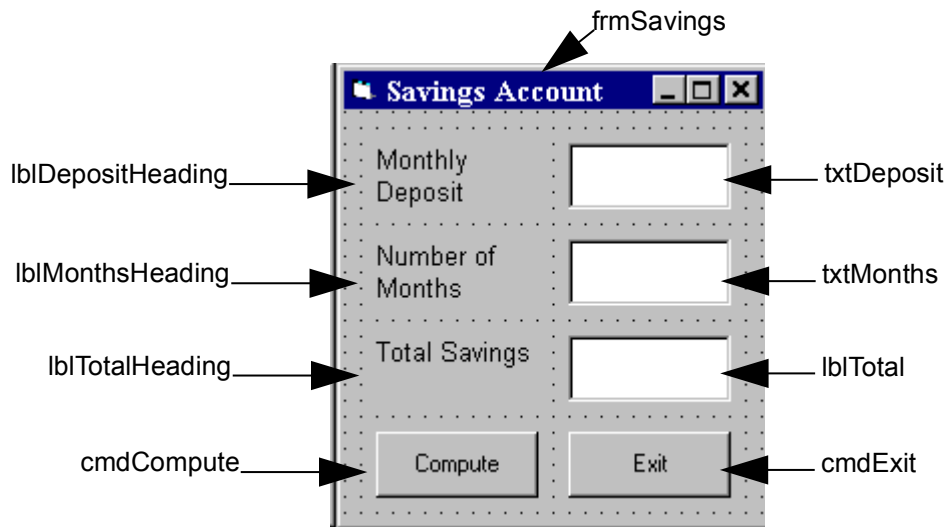 frmSavings
Savings Account
lblDepositHeading
Monthly
Deposit
txtDeposit
lblMonthsHeading
Number of
Months
txtMonths
lblTotalHeading
Total Savings
lblTotal
cmdCompute
Compute
Exit
cmdExit